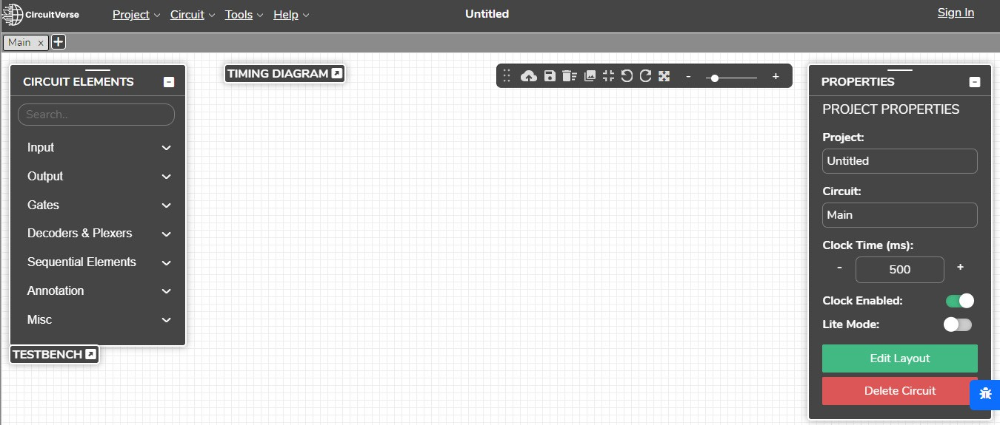 CircuitVerse Project Circuit Tools Help Untitled Sign In
Main x +
TIMING DIAGRAM
- +
CIRCUIT ELEMENTS
Search..
Input
Output
Gates
Decoders & Plexers
Sequential Elements
Annotation
Misc
TESTBENCH
PROPERTIES
PROJECT PROPERTIES
Project:
Untitled
Circuit:
Main
Clock Time (ms):
- 500 +
Clock Enabled:
Lite Mode:
Edit Layout
Delete Circuit